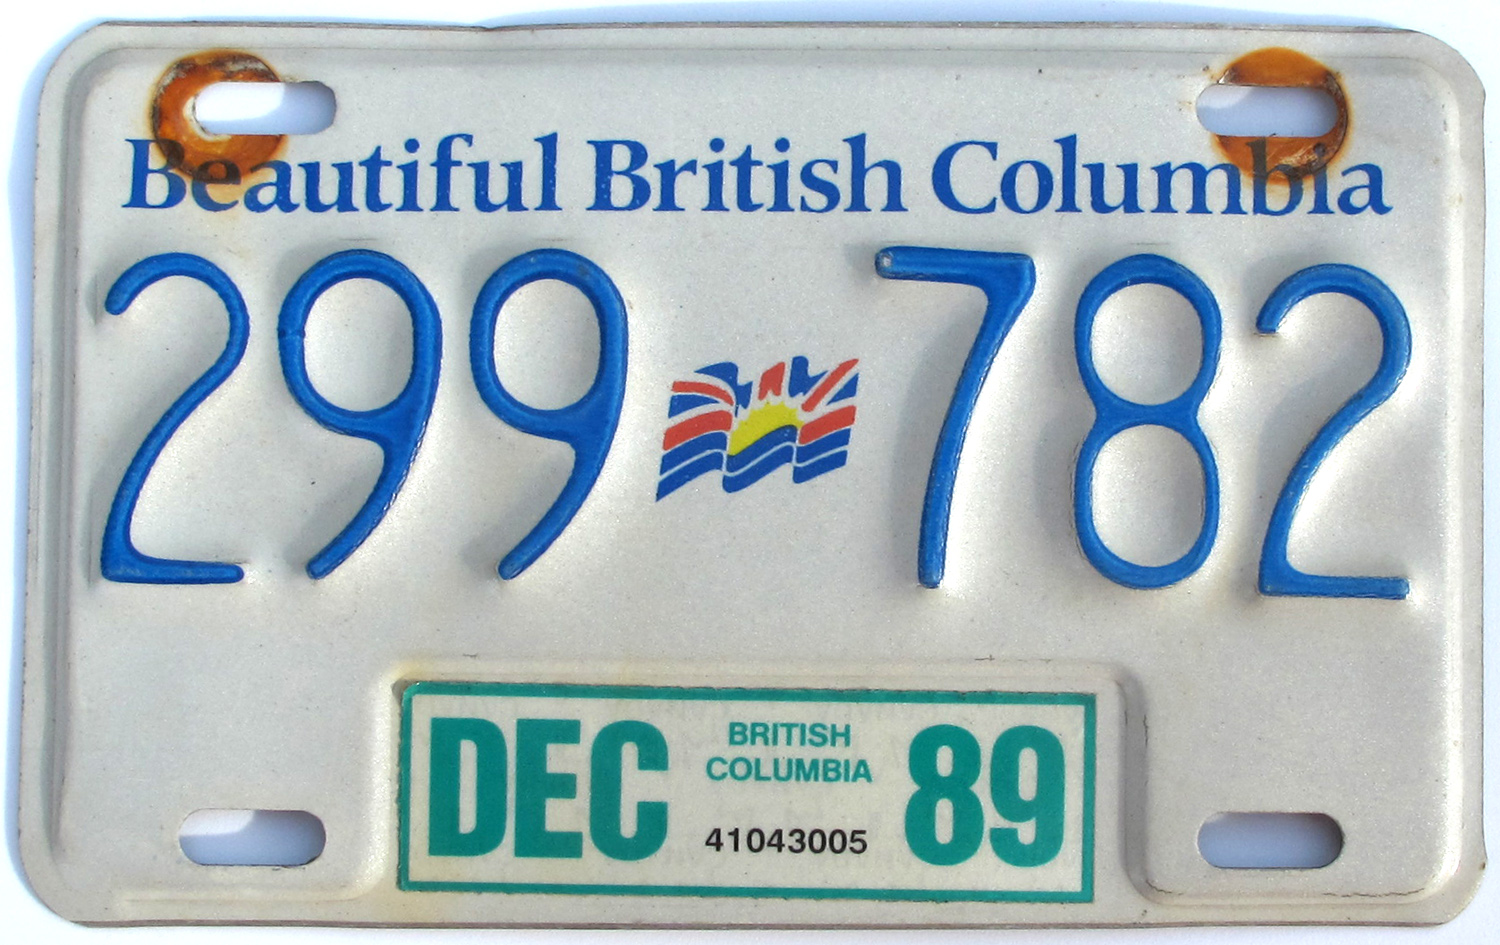 Beautiful British Columbia
299 782
DEC BRITISH COLUMBIA 89
41043005